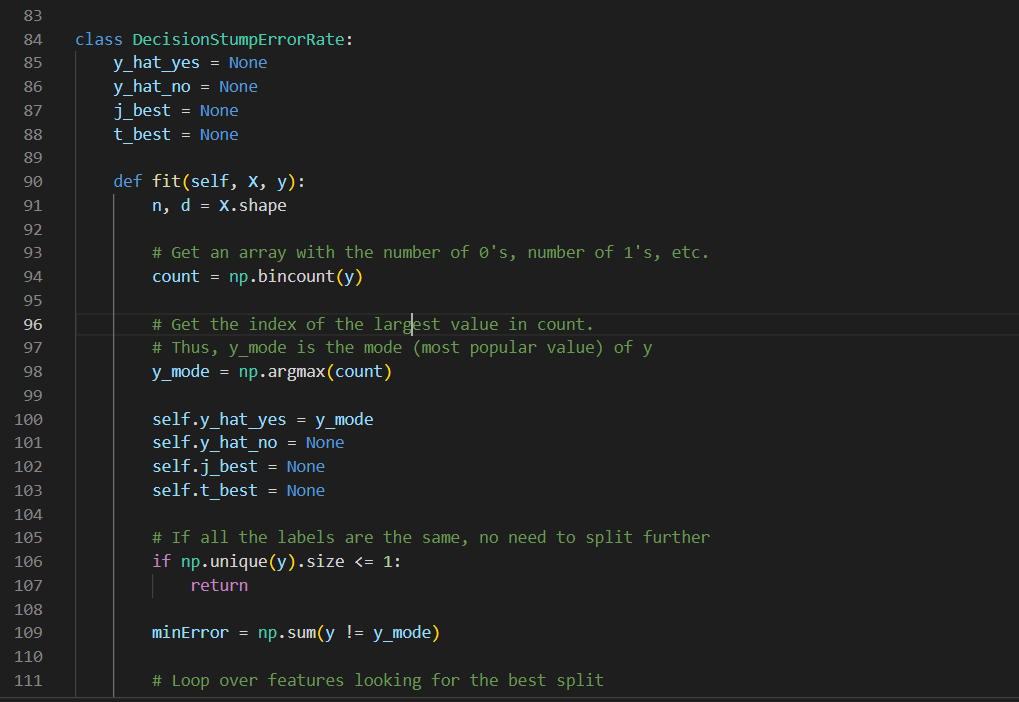 83
84 class DecisionStumpErrorRate:
85     y_hat_yes = None
86     y_hat_no = None
87     j_best = None
88     t_best = None
89
90     def fit(self, X, y):
91         n, d = X.shape
92
93         # Get an array with the number of 0's, number of 1's, etc.
94         count = np.bincount(y)
95
96         # Get the index of the largest value in count.
97         # Thus, y_mode is the mode (most popular value) of y
98         y_mode = np.argmax(count)
99
100         self.y_hat_yes = y_mode
101         self.y_hat_no = None
102         self.j_best = None
103         self.t_best = None
104
105         # If all the labels are the same, no need to split further
106         if np.unique(y).size <= 1:
107             return
108
109         minError = np.sum(y != y_mode)
110
111         # Loop over features looking for the best split